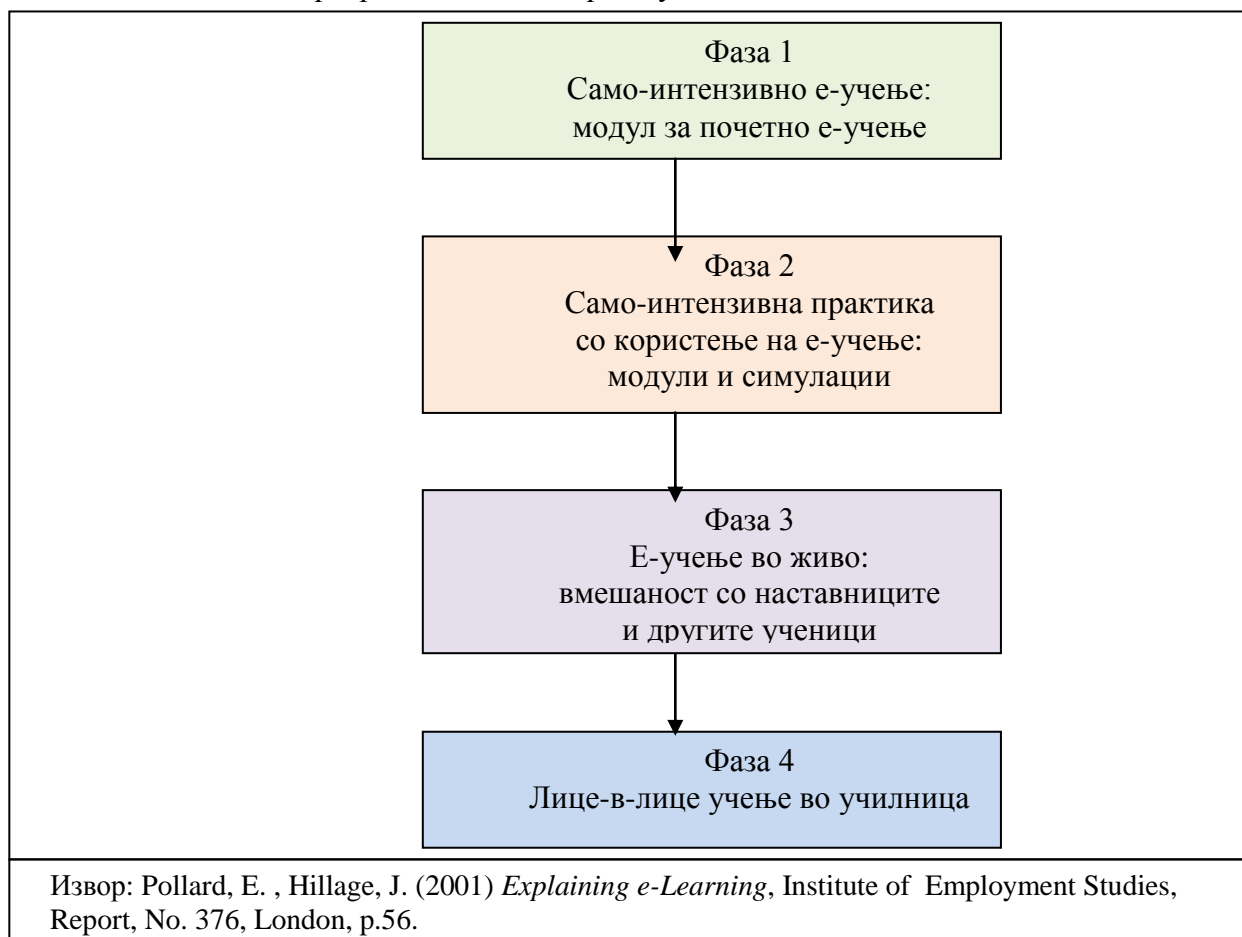 Фаза 1
Само-интензивно е-учење:
модул за почетно е-учење
Фаза 2
Само-интензивна практика
со користење на е-учење:
модули и симулации
Фаза 3
Е-учење во живо:
вмешаност со наставниците
и другите ученици
Фаза 4
Лице-в-лице учење во училница
Извор: Pollard, E. , Hillage, J. (2001) Explaining e-Learning, Institute of Employment Studies,
Report, No. 376, London, p.56.